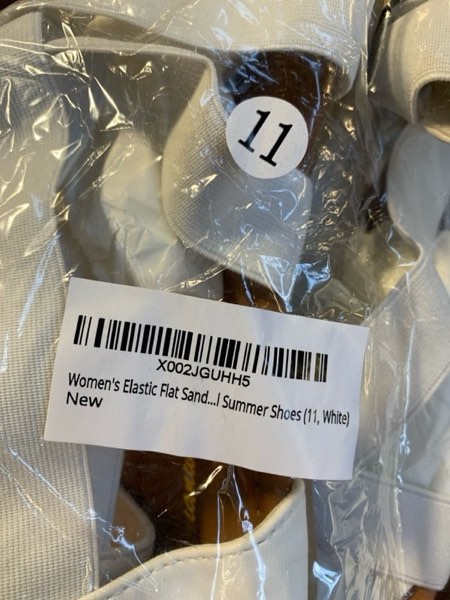 11
X002JGUHH5
Women's Elastic Flat Sand...l Summer Shoes (11, White)
New